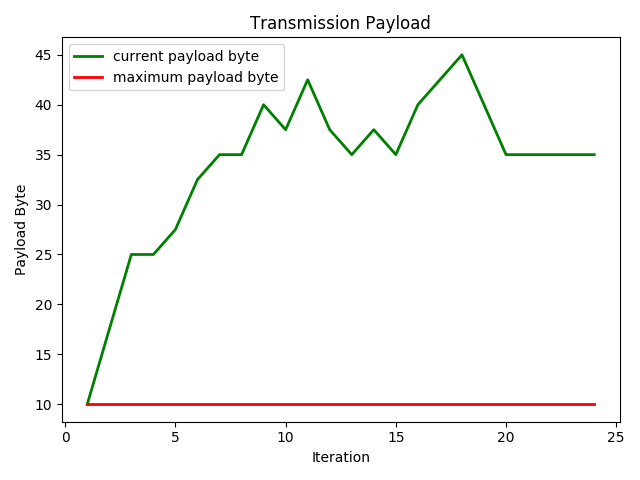 Transmission Payload
current payload byte
maximum payload byte
45
40
35
30
25
20
15
10
Payload Byte
0 5 10 15 20 25
Iteration